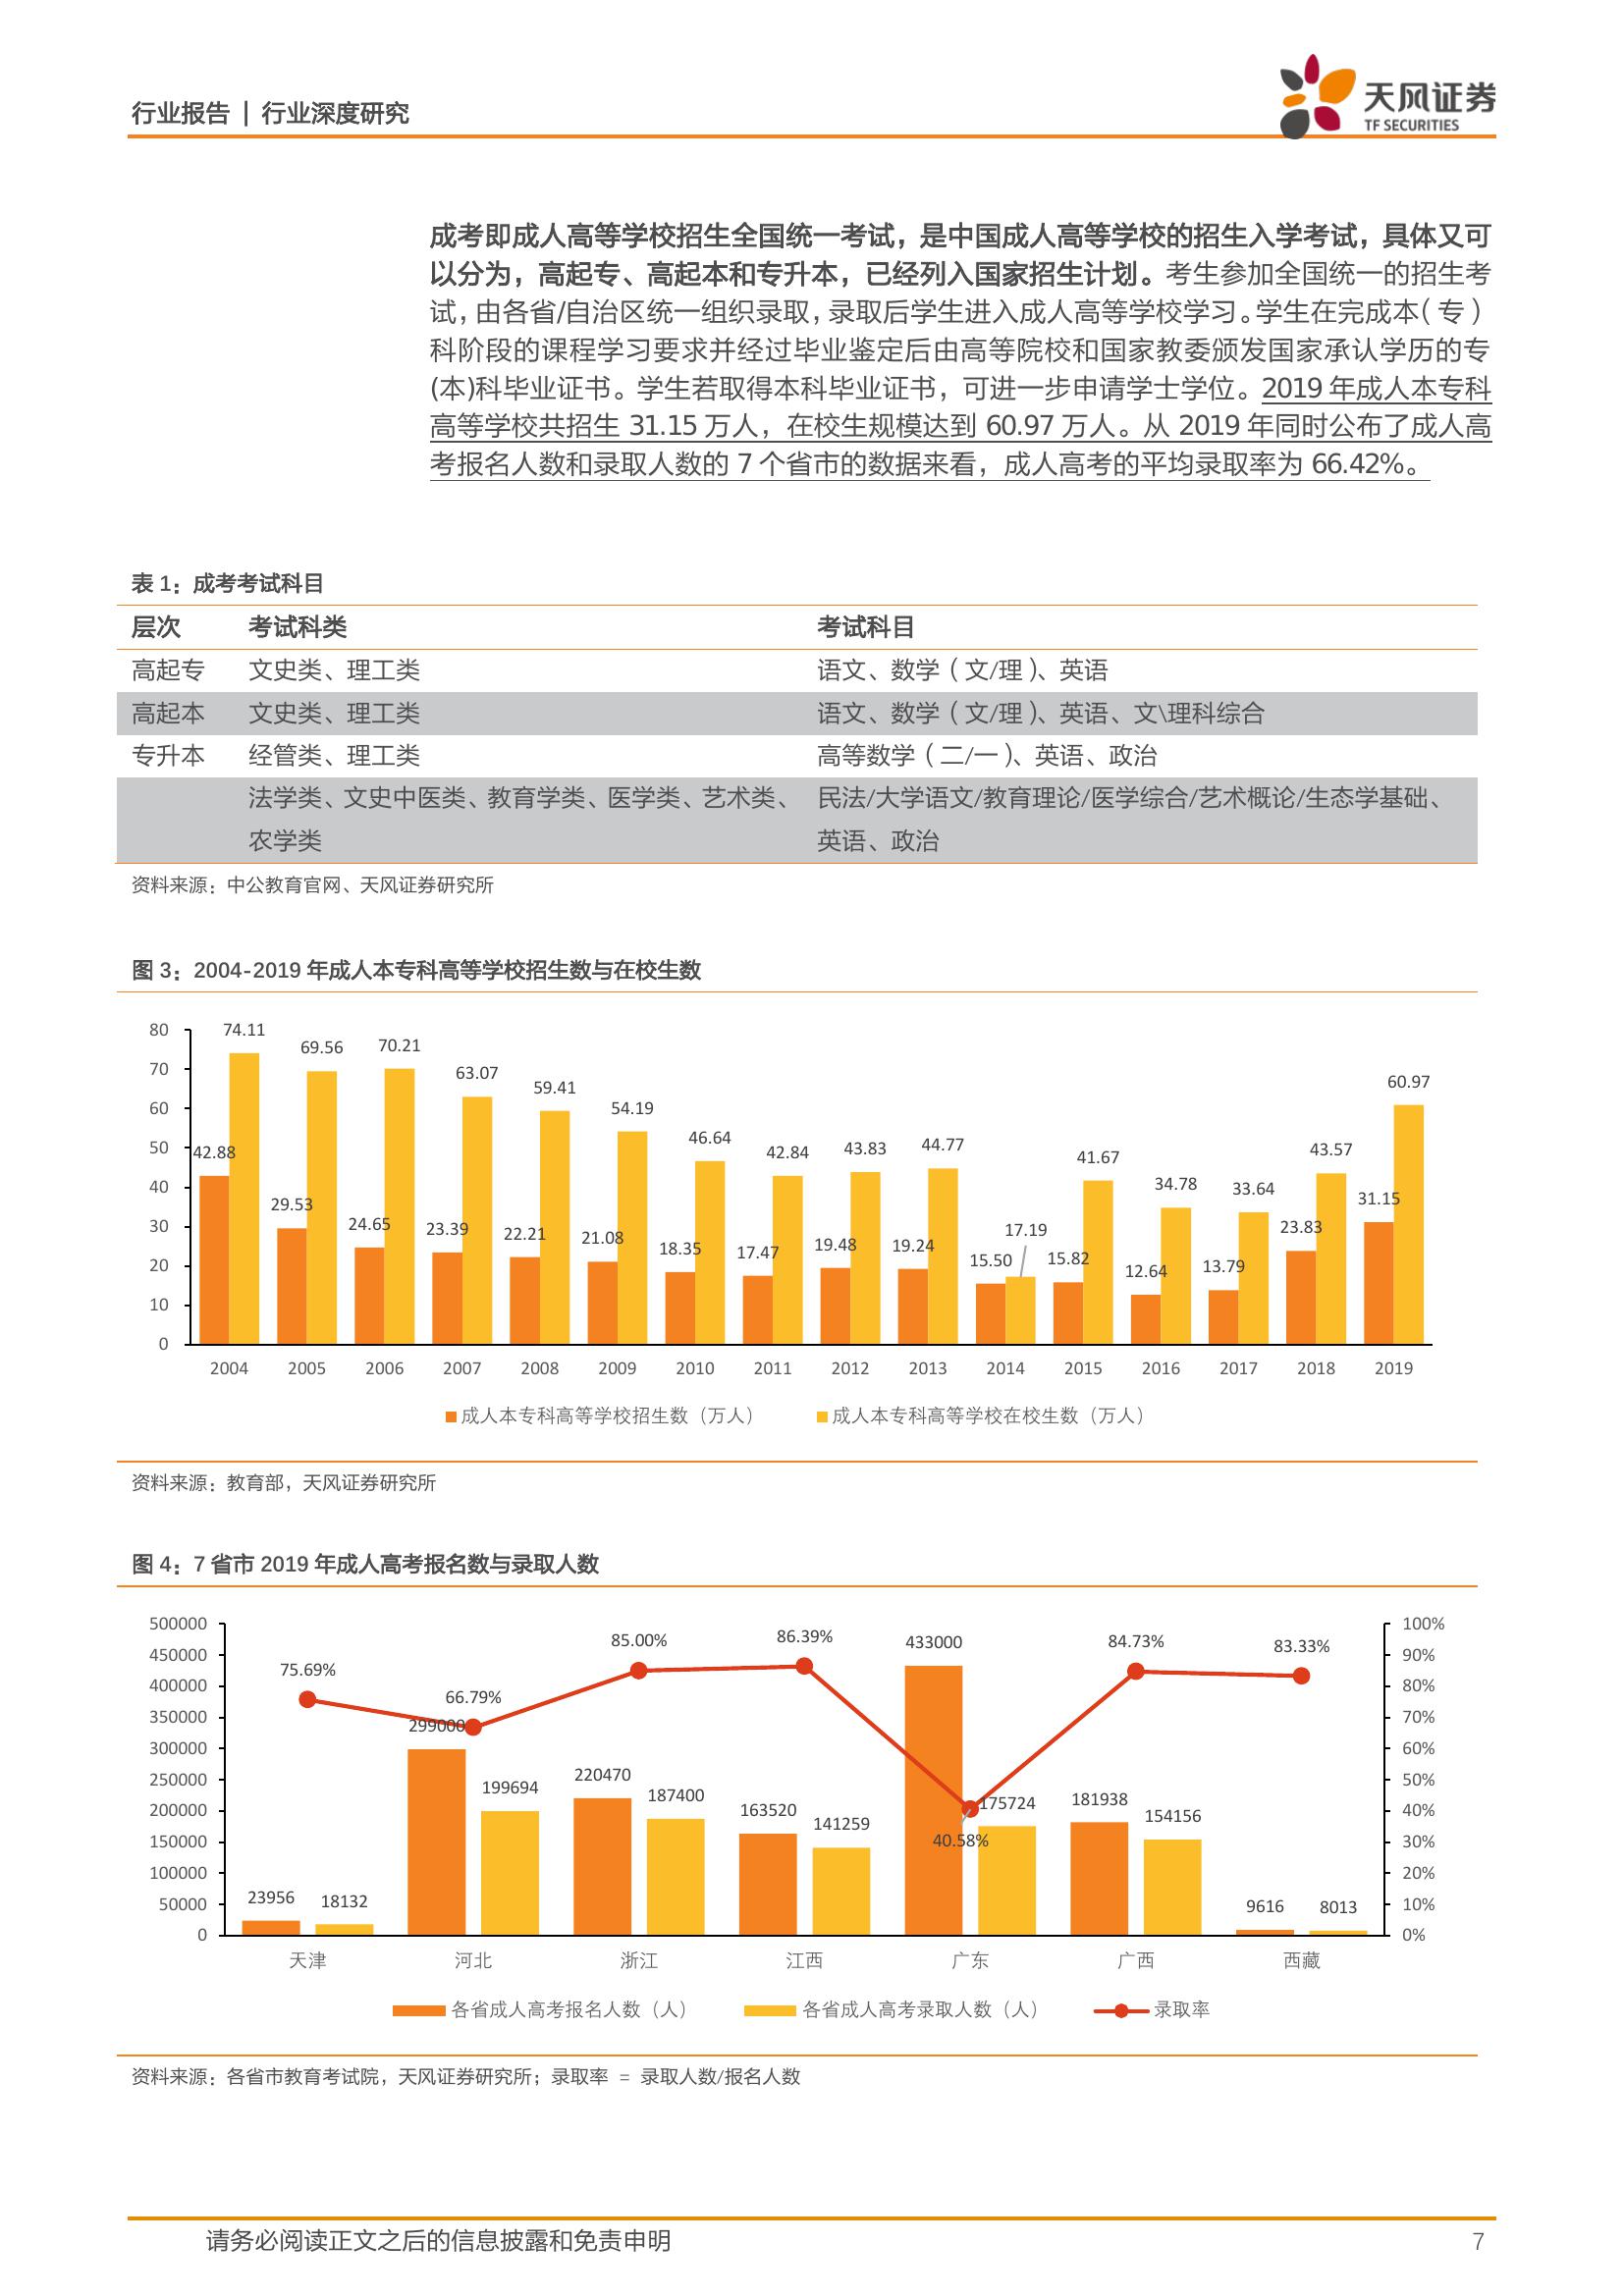 行业报告 | 行业深度研究
天风证券
TF SECURITIES
成考即成人高等学校招生全国统一考试，是中国成人高等学校的招生入学考试，具体又可
以分为，高起专、高起本和专升本，已经列入国家招生计划。考生参加全国统一的招生考
试，由各省/自治区统一组织录取，录取后学生进入成人高等学校学习。学生在完成本（专）
科阶段的课程学习要求并经过毕业鉴定后由高等院校和国家教委颁发国家承认学历的专
(本)科毕业证书。学生若取得本科毕业证书，可进一步申请学士学位。2019 年成人本专科
高等学校共招生 31.15 万人，在校生规模达到 60.97 万人。从 2019 年同时公布了成人高
考报名人数和录取人数的 7 个省市的数据来看，成人高考的平均录取率为 66.42%。
表 1：成考考试科目
层次 考试科类 考试科目
高起专 文史类、理工类 语文、数学（文/理）、英语
高起本 文史类、理工类 语文、数学（文/理）、英语、文\理科综合
专升本 经管类、理工类 高等数学（二/一）、英语、政治
法学类、文史中医类、教育学类、医学类、艺术类、 民法/大学语文/教育理论/医学综合/艺术概论/生态学基础、
农学类 英语、政治
资料来源：中公教育官网、天风证券研究所
图 3：2004-2019 年成人本专科高等学校招生数与在校生数
80
70
60
50
40
30
20
10
0
42.88 29.53 24.65 23.39 22.21 21.08 18.35 17.47 19.48 19.24 15.50 15.82 12.64 13.79 23.83 31.15
74.11 69.56 70.21 63.07 59.41 54.19 46.64 42.84 43.83 44.77 17.19 41.67 34.78 33.64 43.57 60.97
2004 2005 2006 2007 2008 2009 2010 2011 2012 2013 2014 2015 2016 2017 2018 2019
成人本专科高等学校招生数（万人） 成人本专科高等学校在校生数（万人）
资料来源：教育部，天风证券研究所
图 4：7 省市 2019 年成人高考报名数与录取人数
500000
450000
400000
350000
300000
250000
200000
150000
100000
50000
0
75.69% 66.79% 85.00% 86.39% 40.58% 84.73% 83.33%
23956 299000 220470 163520 433000 181938 9616
18132 199694 187400 141259 175724 154156 8013
100%
90%
80%
70%
60%
50%
40%
30%
20%
10%
0%
天津 河北 浙江 江西 广东 广西 西藏
各省成人高考报名人数（人） 各省成人高考录取人数（人） 录取率
资料来源：各省市教育考试院，天风证券研究所；录取率 = 录取人数/报名人数
请务必阅读正文之后的信息披露和免责申明 7